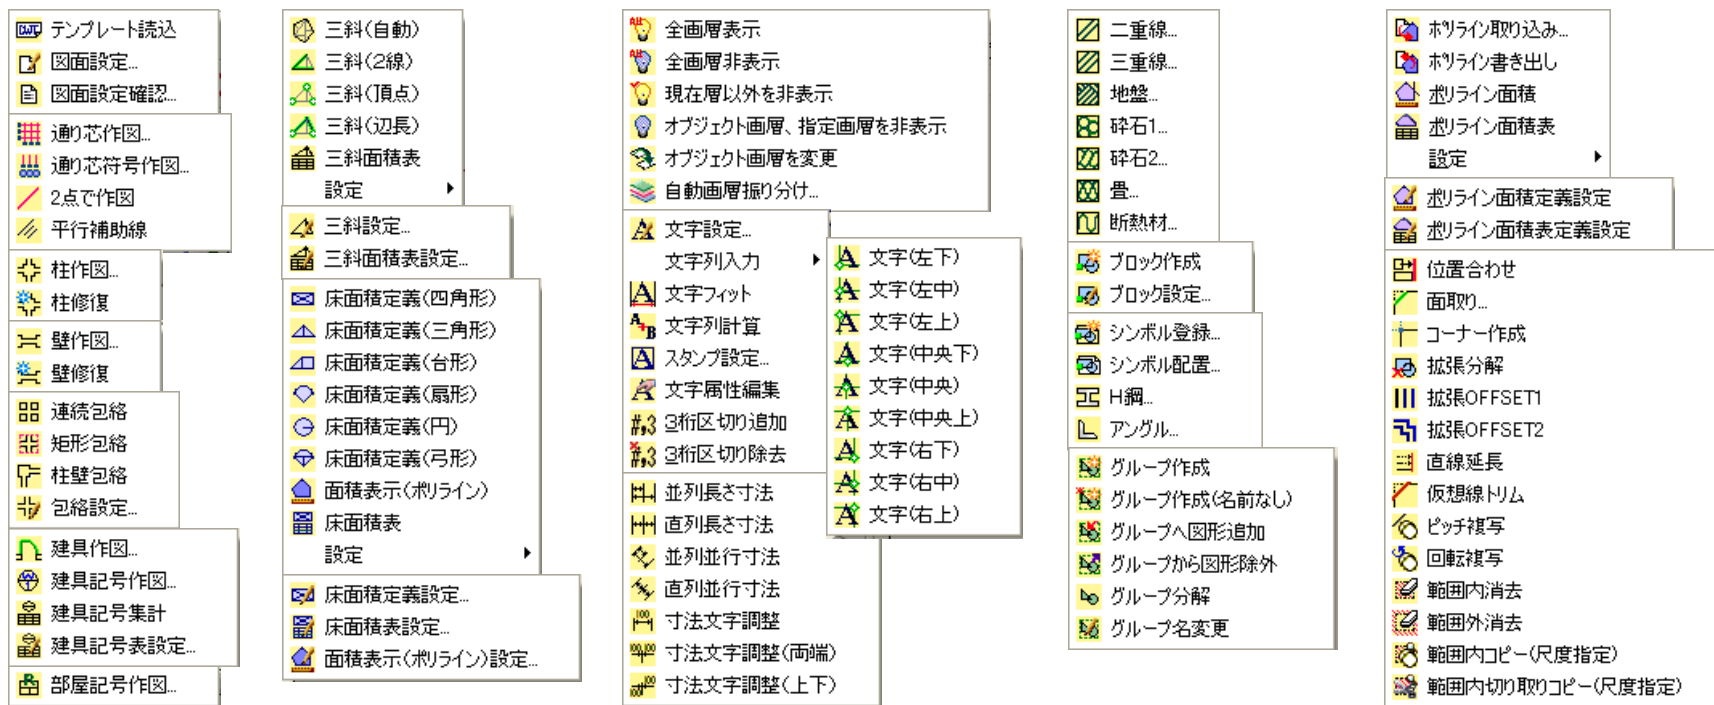 テンプレート読込
図面設定...
図面設定確認...
通り芯作図...
通り芯符号作図...
2点で作図
平行補助線
柱作図...
柱修復
壁作図...
壁修復
連続包絡
矩形包絡
柱壁包絡
包絡設定...
建具作図...
建具記号作図...
建具記号集計
建具記号表設定...
部屋記号作図...
三斜(自動)
三斜(2線)
三斜(頂点)
三斜(辺長)
三斜面積表
設定
三斜設定...
三斜面積表設定...
床面積定義(四角形)
床面積定義(三角形)
床面積定義(台形)
床面積定義(扇形)
床面積定義(円)
床面積定義(弓形)
面積表示(ポリライン)
床面積表
設定
床面積定義設定...
床面積表設定...
面積表示(ポリライン)設定...
全画層表示
全画層非表示
現在層以外を非表示
オブジェクト画層、指定画層を非表示
オブジェクト画層を変更
自動画層振り分け...
文字設定...
文字列入力
文字フィット
文字列計算
スタンプ設定...
文字属性編集
3桁区切り追加
3桁区切り除去
並列長さ寸法
直列長さ寸法
並列並行寸法
直列並行寸法
寸法文字調整
寸法文字調整(両端)
寸法文字調整(上下)
文字(左下)
文字(左中)
文字(左上)
文字(中央下)
文字(中央)
文字(中央上)
文字(右下)
文字(右中)
文字(右上)
二重線...
三重線...
地盤...
砕石1...
砕石2...
畳...
断熱材...
ブロック作成
ブロック設定...
シンボル登録...
シンボル配置...
H鋼...
アングル...
グループ作成
グループ作成(名前なし)
グループへ図形追加
グループから図形除外
グループ分解
グループ名変更
ポリライン取り込み...
ポリライン書き出し
ポリライン面積
ポリライン面積表
設定
ポリライン面積定義設定
ポリライン面積表定義設定
位置合わせ
面取り...
コーナー作成
拡張分解
拡張OFFSET1
拡張OFFSET2
直線延長
仮想線トリム
ピッチ複写
回転複写
範囲内消去
範囲外消去
範囲内コピー(尺度指定)
範囲内切り取りコピー(尺度指定)